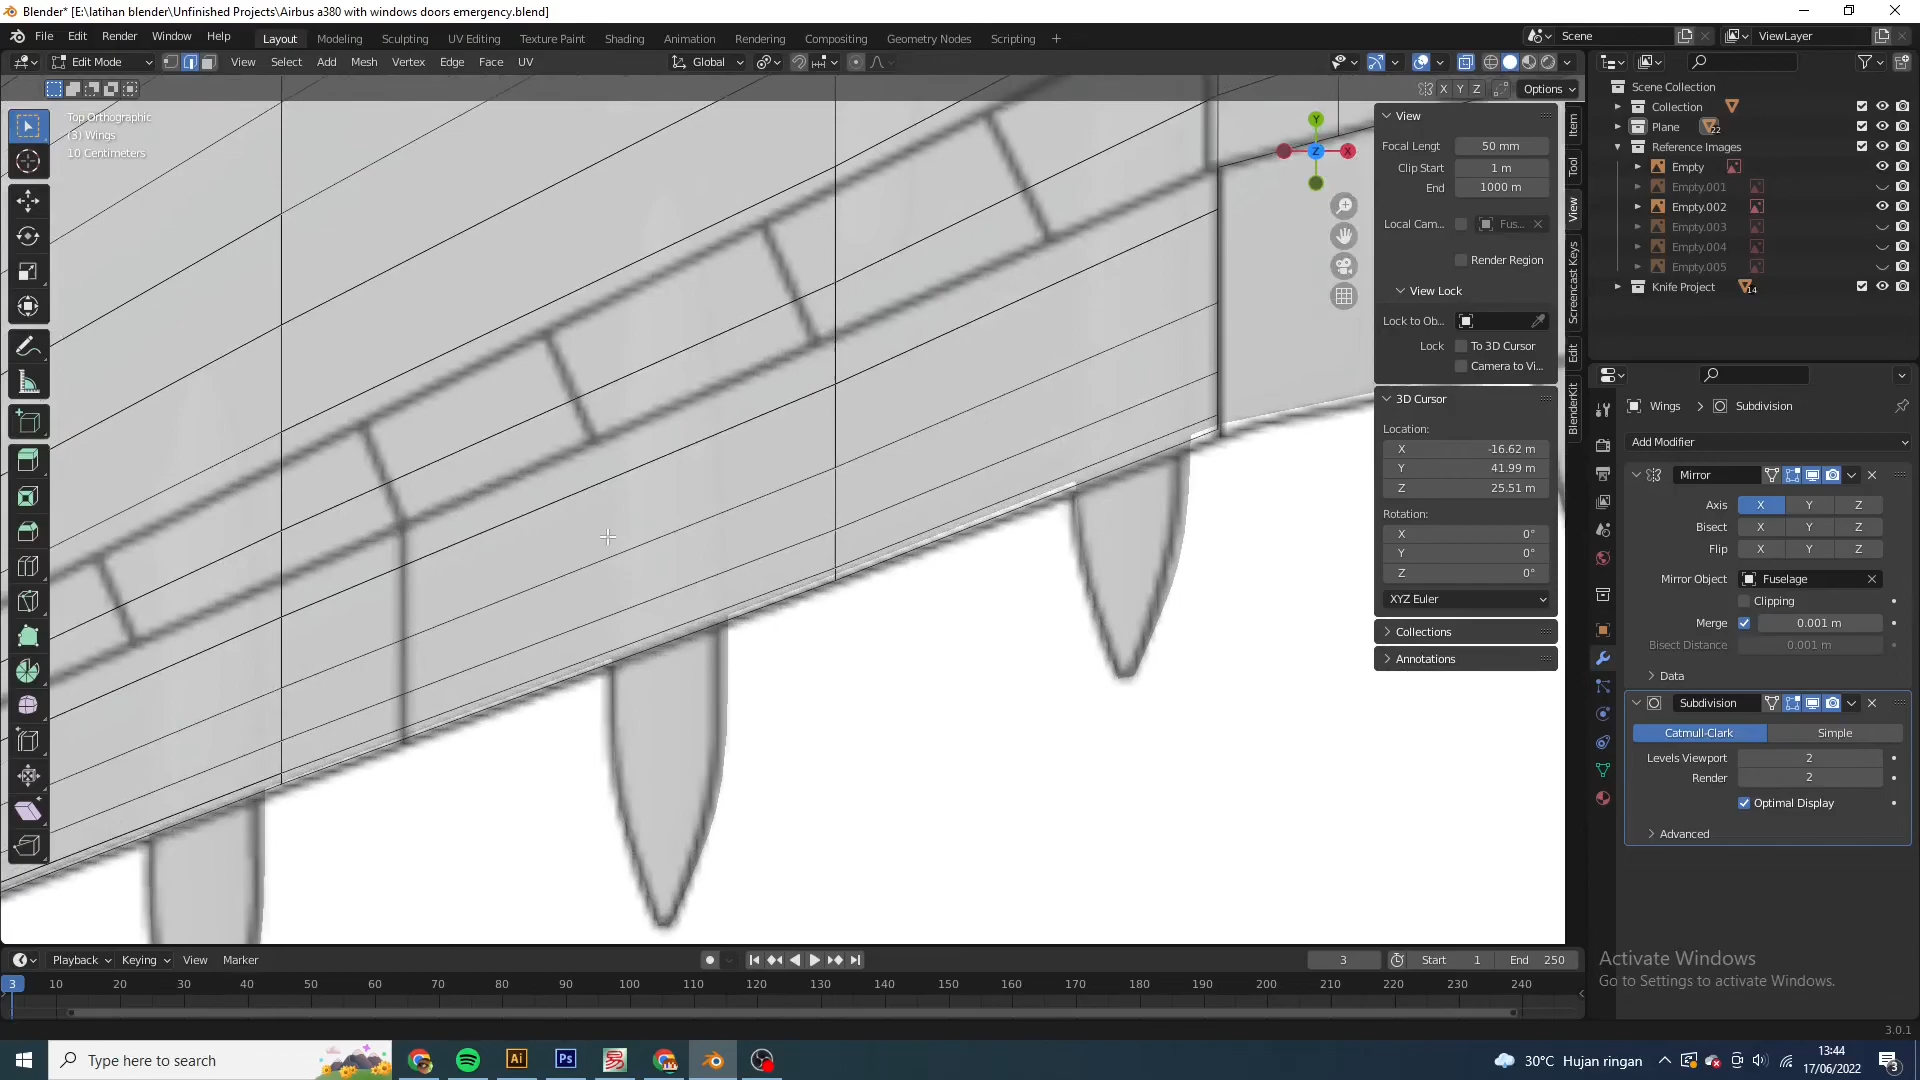 Blender* [E:\latihan blender\Unfinished Projects\Airbus a380 with windows doors emergency.blend]
File Edit Render Window Help Layout Modeling Sculpting UV Editing Texture Paint Shading Animation Rendering Compositing Geometry Nodes Scripting + Scene ViewLayer
Edit Mode View Select Add Mesh Vertex Edge Face UV Global
X Y Z Options
Top Orthographic
(3) Wings
10 Centimeters
Y
Z X
View
Focal Lengt 50 mm
Clip Start 1 m
End 1000 m
Local Cam... Fus...
Render Region
View Lock
Lock to Ob...
Lock To 3D Cursor
Camera to Vi...
3D Cursor
Location:
X -16.62 m
Y 41.99 m
Z 25.51 m
Rotation:
X 0°
Y 0°
Z 0°
XYZ Euler
Collections
Annotations
Item
Tool
View
Screencast Keys
Edit
BlenderKit
Scene Collection
Collection
Plane 22
Reference Images
Empty
Empty.001
Empty.002
Empty.003
Empty.004
Empty.005
Knife Project 14
Wings > Subdivision
Add Modifier
Mirror
Axis X Y Z
Bisect X Y Z
Flip X Y Z
Mirror Object Fuselage
Clipping
Merge 0.001 m
Bisect Distance 0.001 m
Data
Subdivision
Catmull-Clark Simple
Levels Viewport 2
Render 2
Optimal Display
Advanced
Activate Windows
Go to Settings to activate Windows.
Playback Keying View Marker 3 Start 1 End 250
3 10 20 30 40 50 60 70 80 90 100 110 120 130 140 150 160 170 180 190 200 210 220 230 240
3.0.1
Type here to search Ai Ps 30°C Hujan ringan 13:44
17/06/2022 3